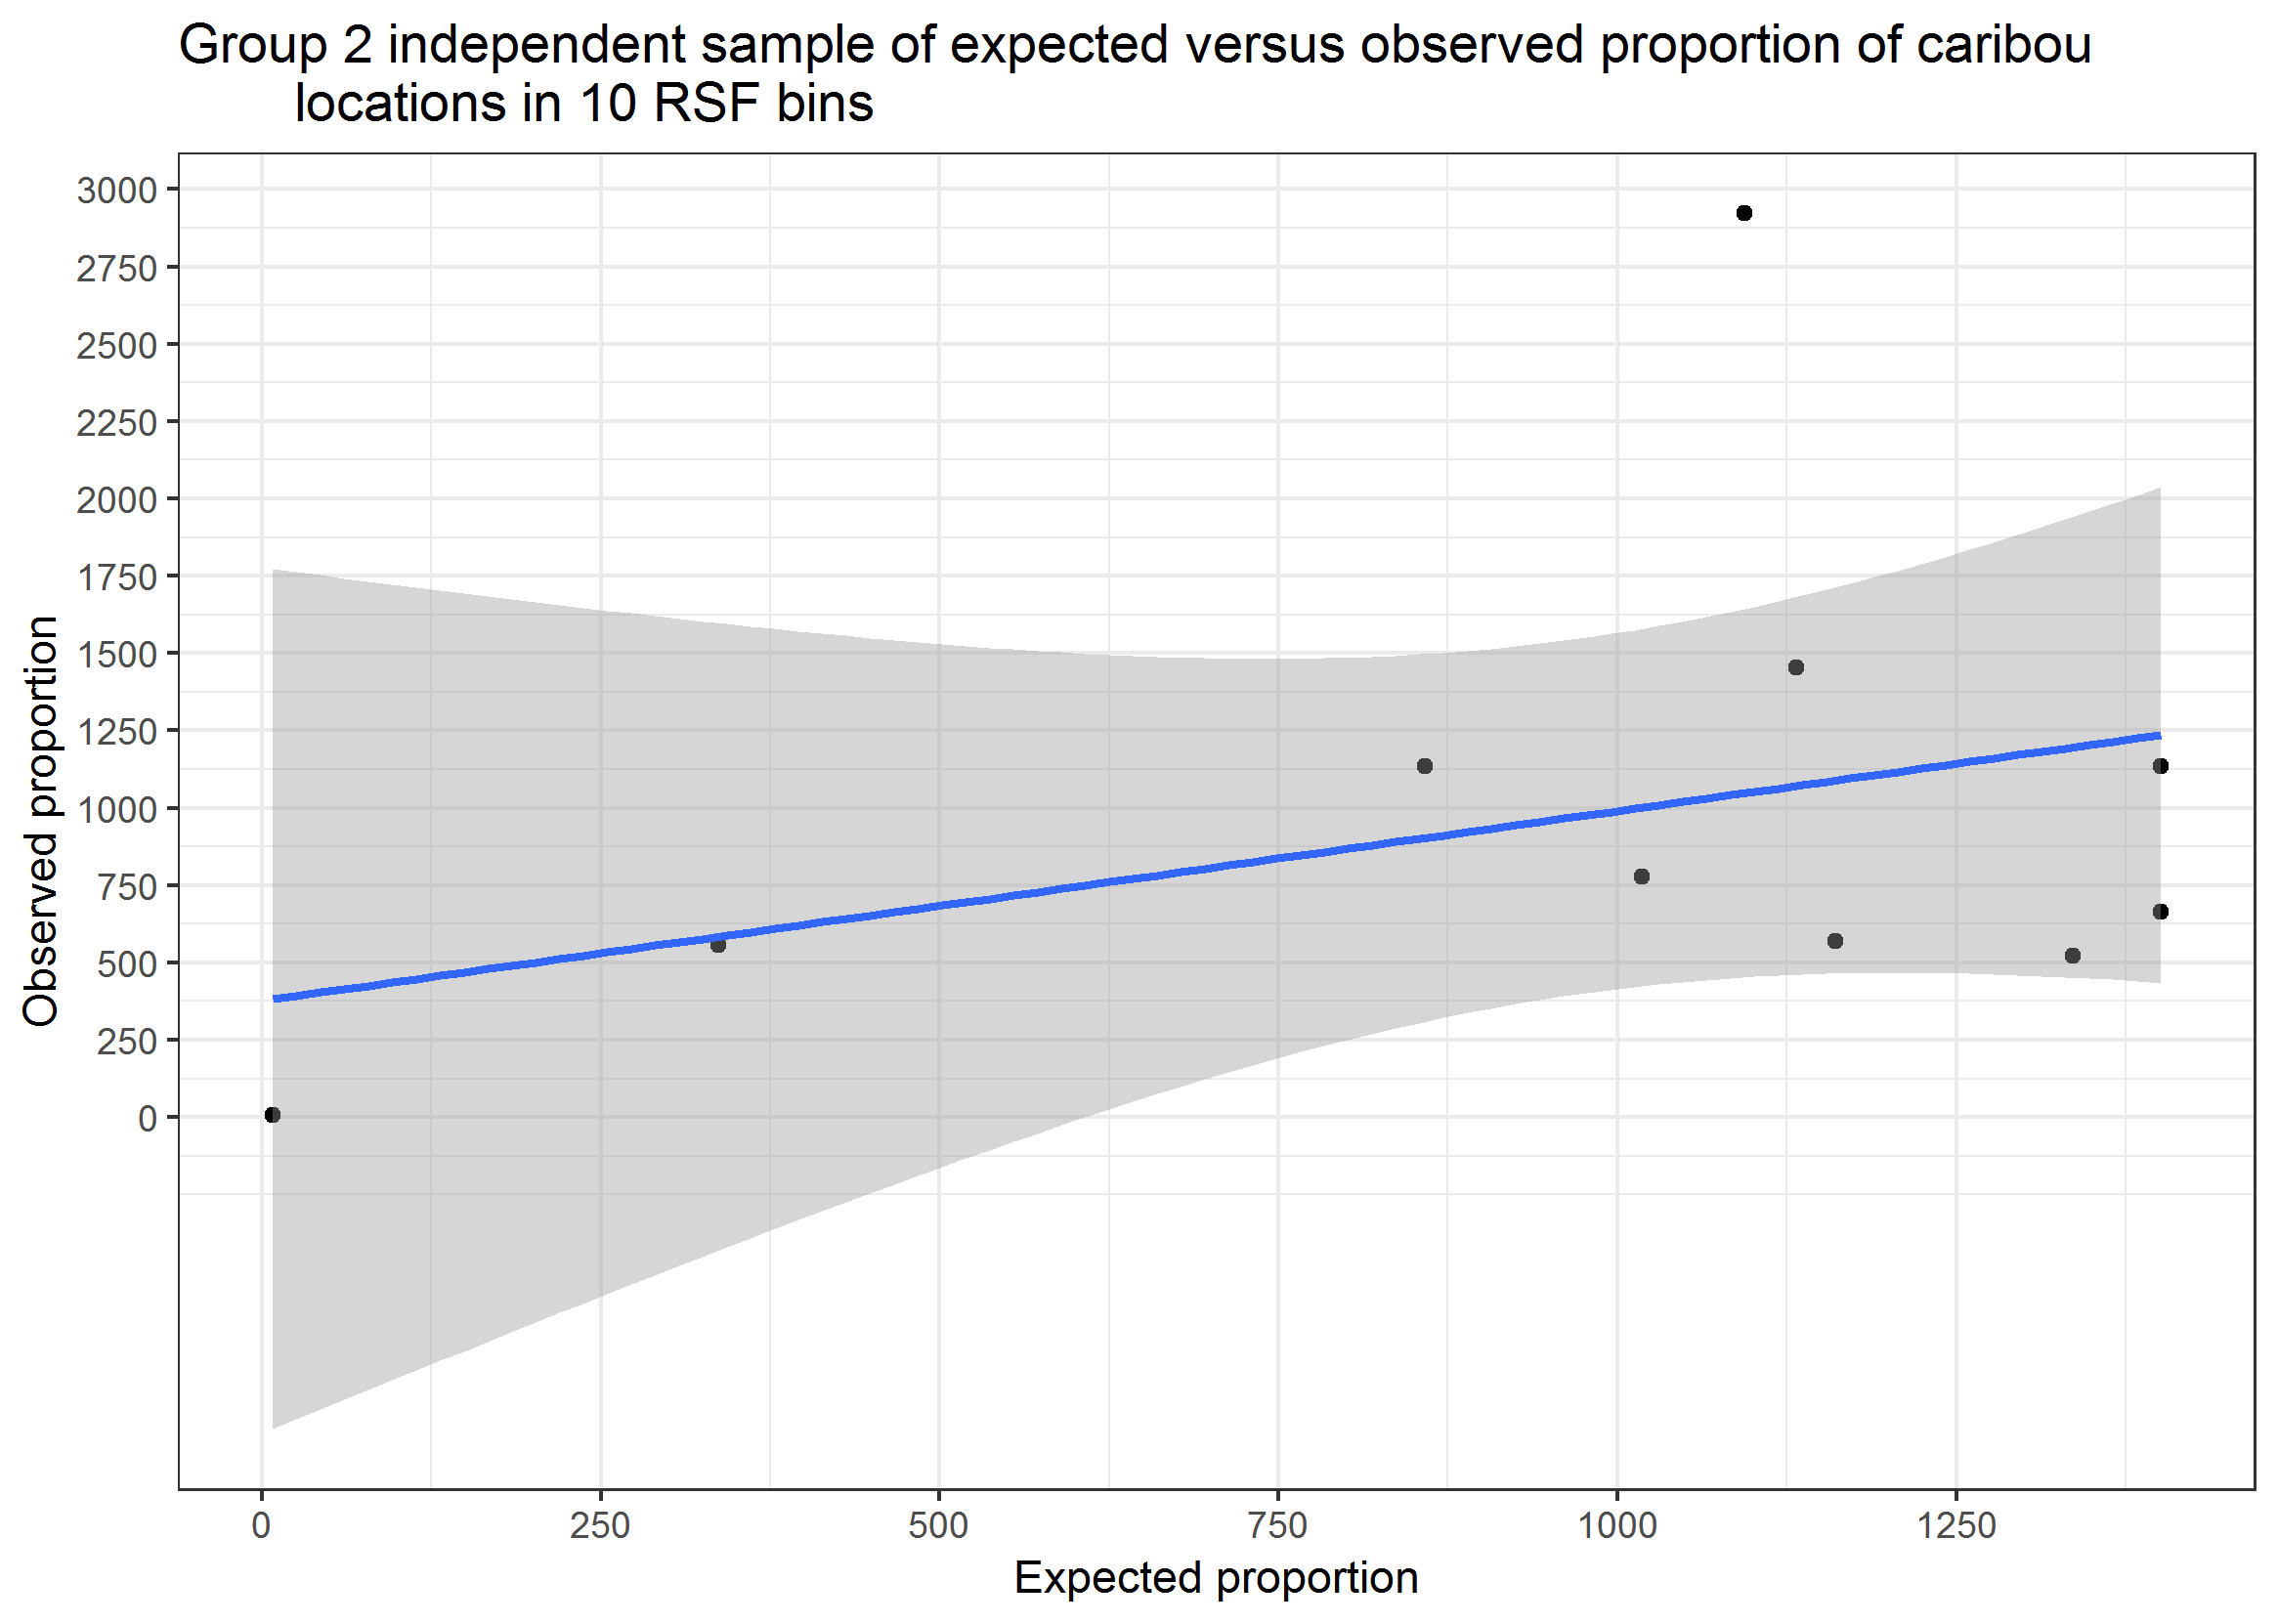 Group 2 independent sample of expected versus observed proportion of caribou
locations in 10 RSF bins
3000
2750
2500
2250
2000
1750
1500
1250
1000
750
500
250
0
Observed proportion
0 250 500 750 1000 1250
Expected proportion